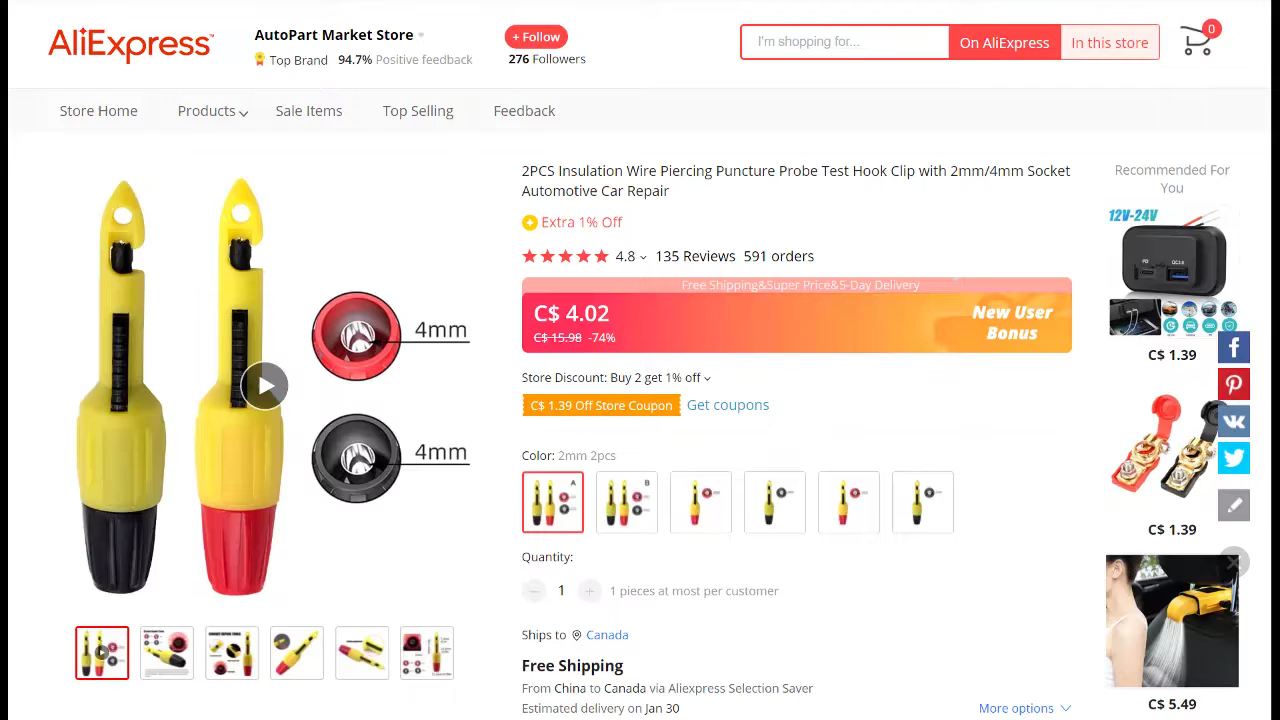 AliExpress™
AutoPart Market Store
Top Brand 94.7% Positive feedback
+ Follow
276 Followers
I'm shopping for...
On AliExpress
In this store
0
Store Home
Products
Sale Items
Top Selling
Feedback
4mm
4mm
2PCS Insulation Wire Piercing Puncture Probe Test Hook Clip with 2mm/4mm Socket
Automotive Car Repair
Extra 1% Off
4.8 135 Reviews 591 orders
Free Shipping&Super Price&5-Day Delivery
C$ 4.02
C$ 15.98 -74%
New User
Bonus
Store Discount: Buy 2 get 1% off
C$ 1.39 Off Store Coupon Get coupons
Color: 2mm 2pcs
A
B
Quantity:
1
1 pieces at most per customer
Ships to Canada
Free Shipping
From China to Canada via Aliexpress Selection Saver
Estimated delivery on Jan 30
More options
Recommended For
You
12V-24V
PD
QC3.0
C$ 1.39
C$ 1.39
C$ 5.49